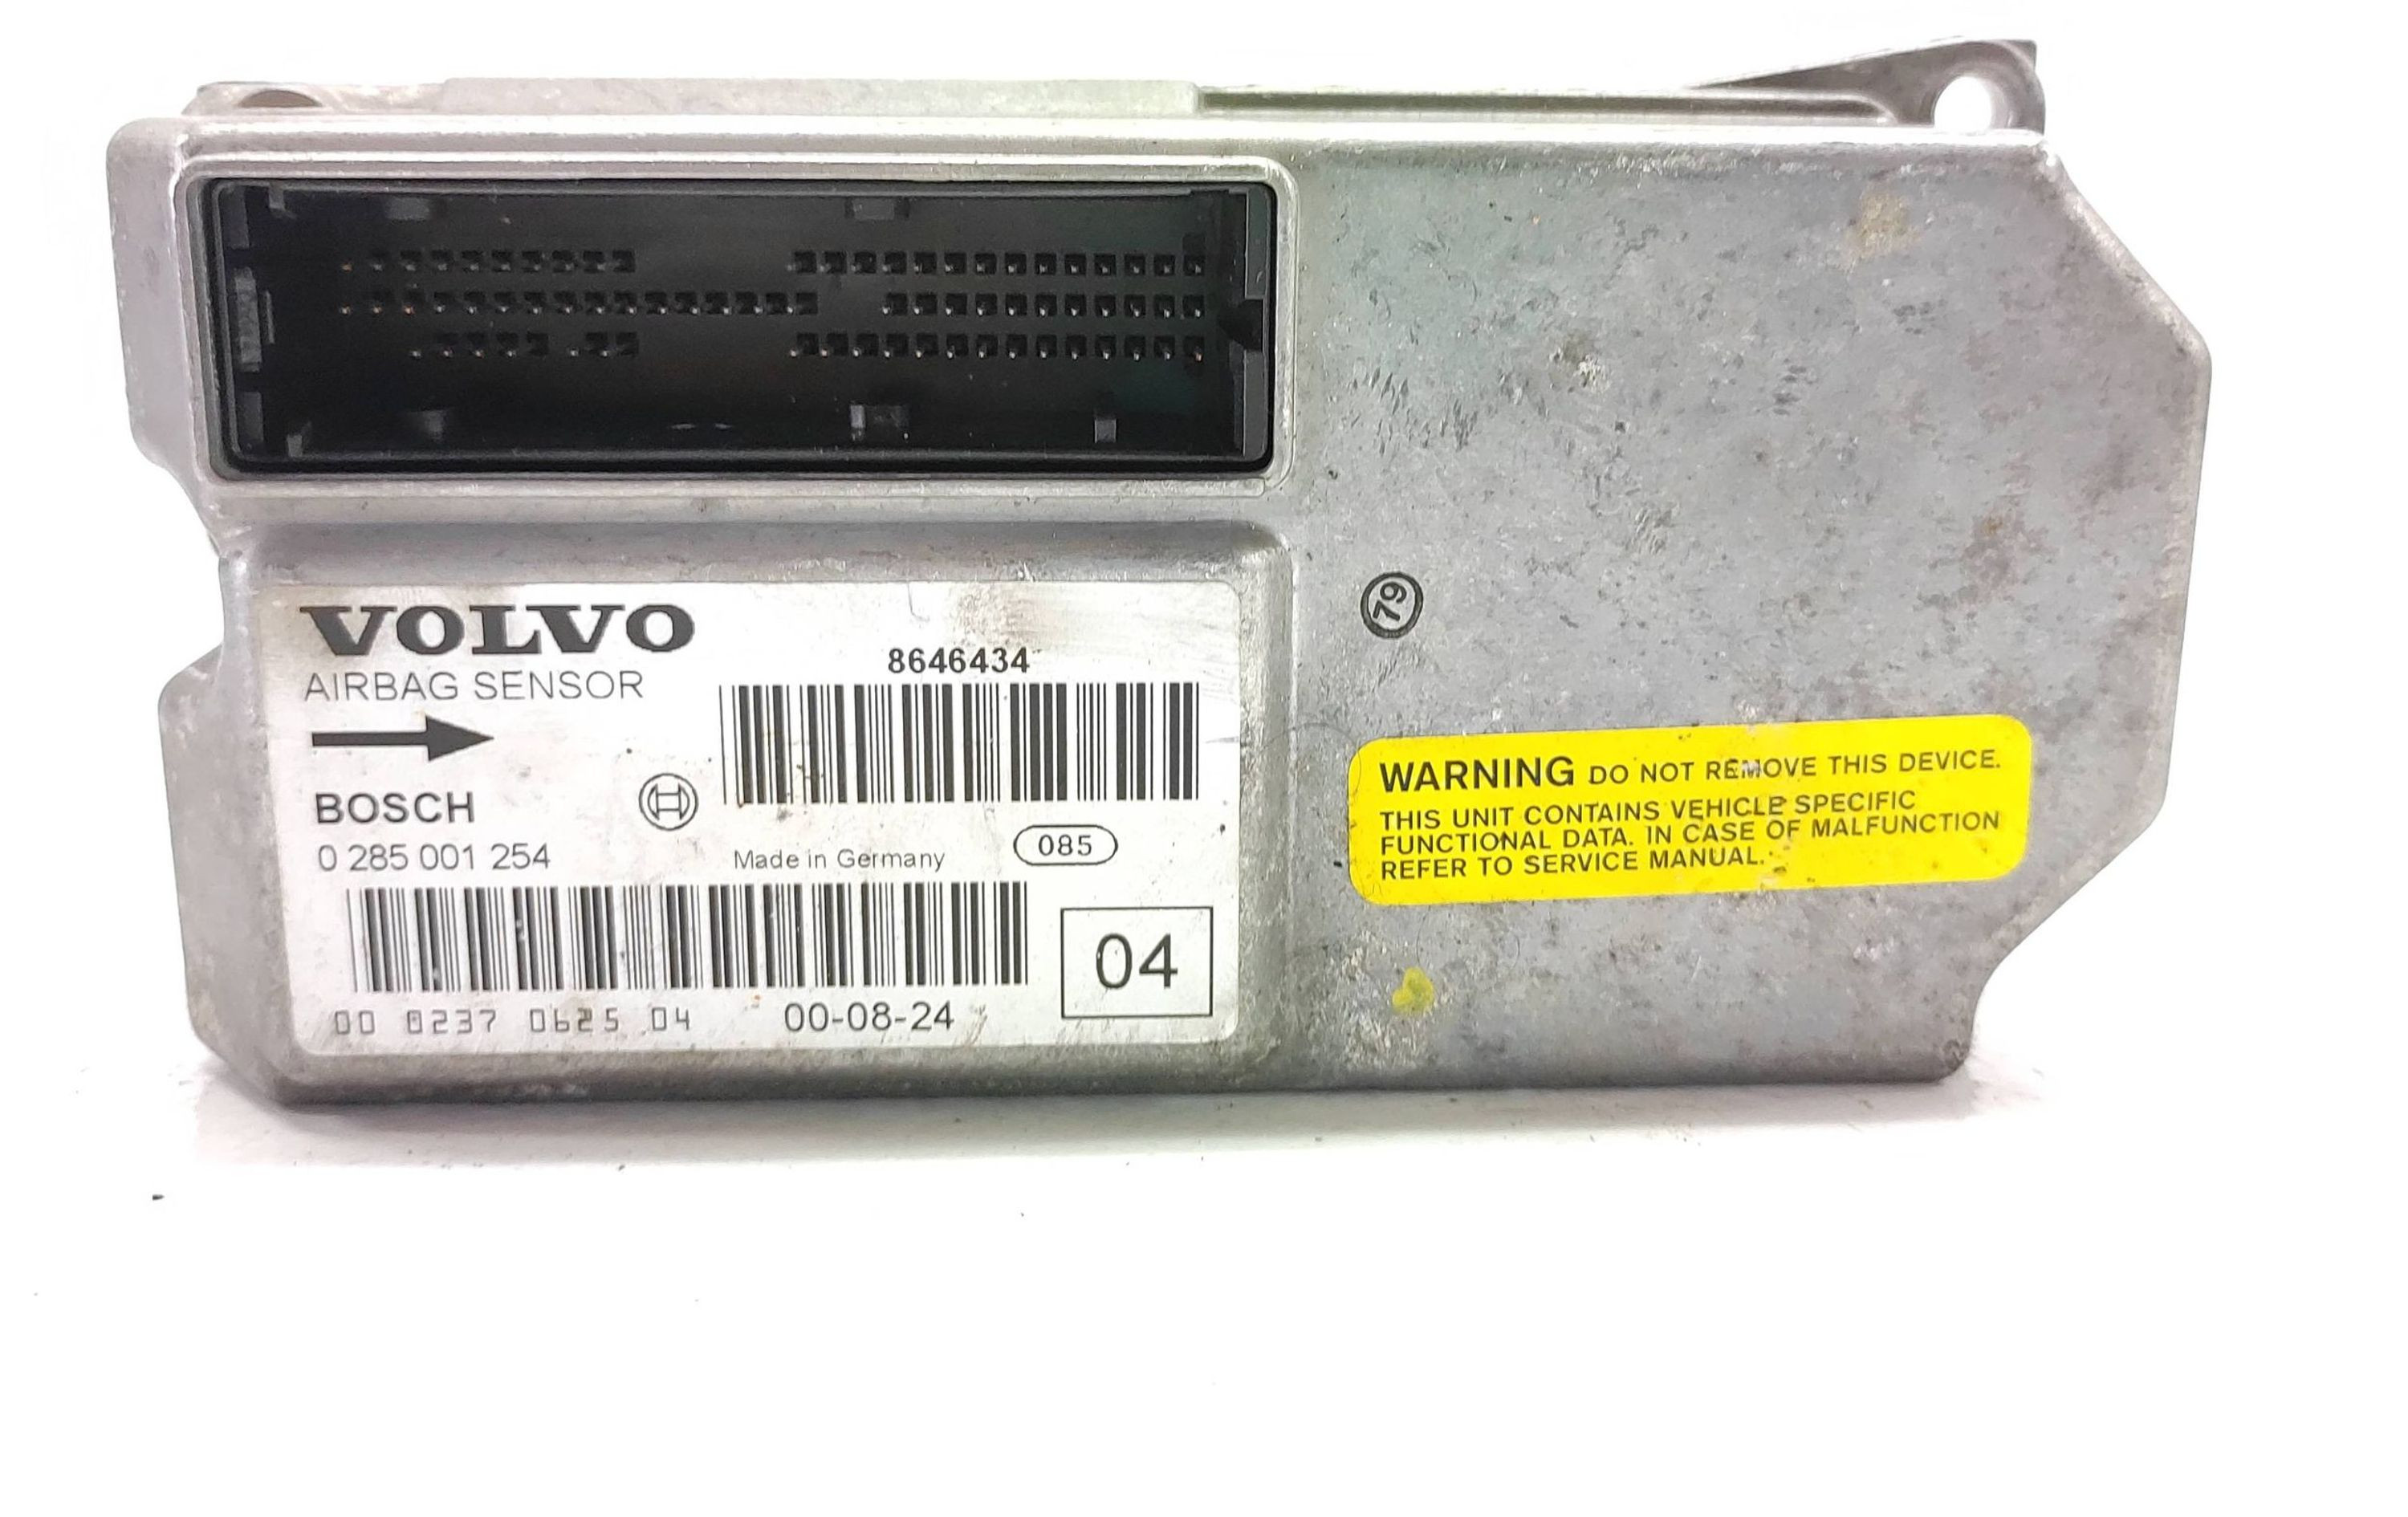 VOLVO
AIRBAG SENSOR
8646434
BOSCH
0 285 001 254
Made in Germany
085
00 0237 0625 04
00-08-24
04
79
WARNING DO NOT REMOVE THIS DEVICE.
THIS UNIT CONTAINS VEHICLE SPECIFIC
FUNCTIONAL DATA. IN CASE OF MALFUNCTION
REFER TO SERVICE MANUAL.